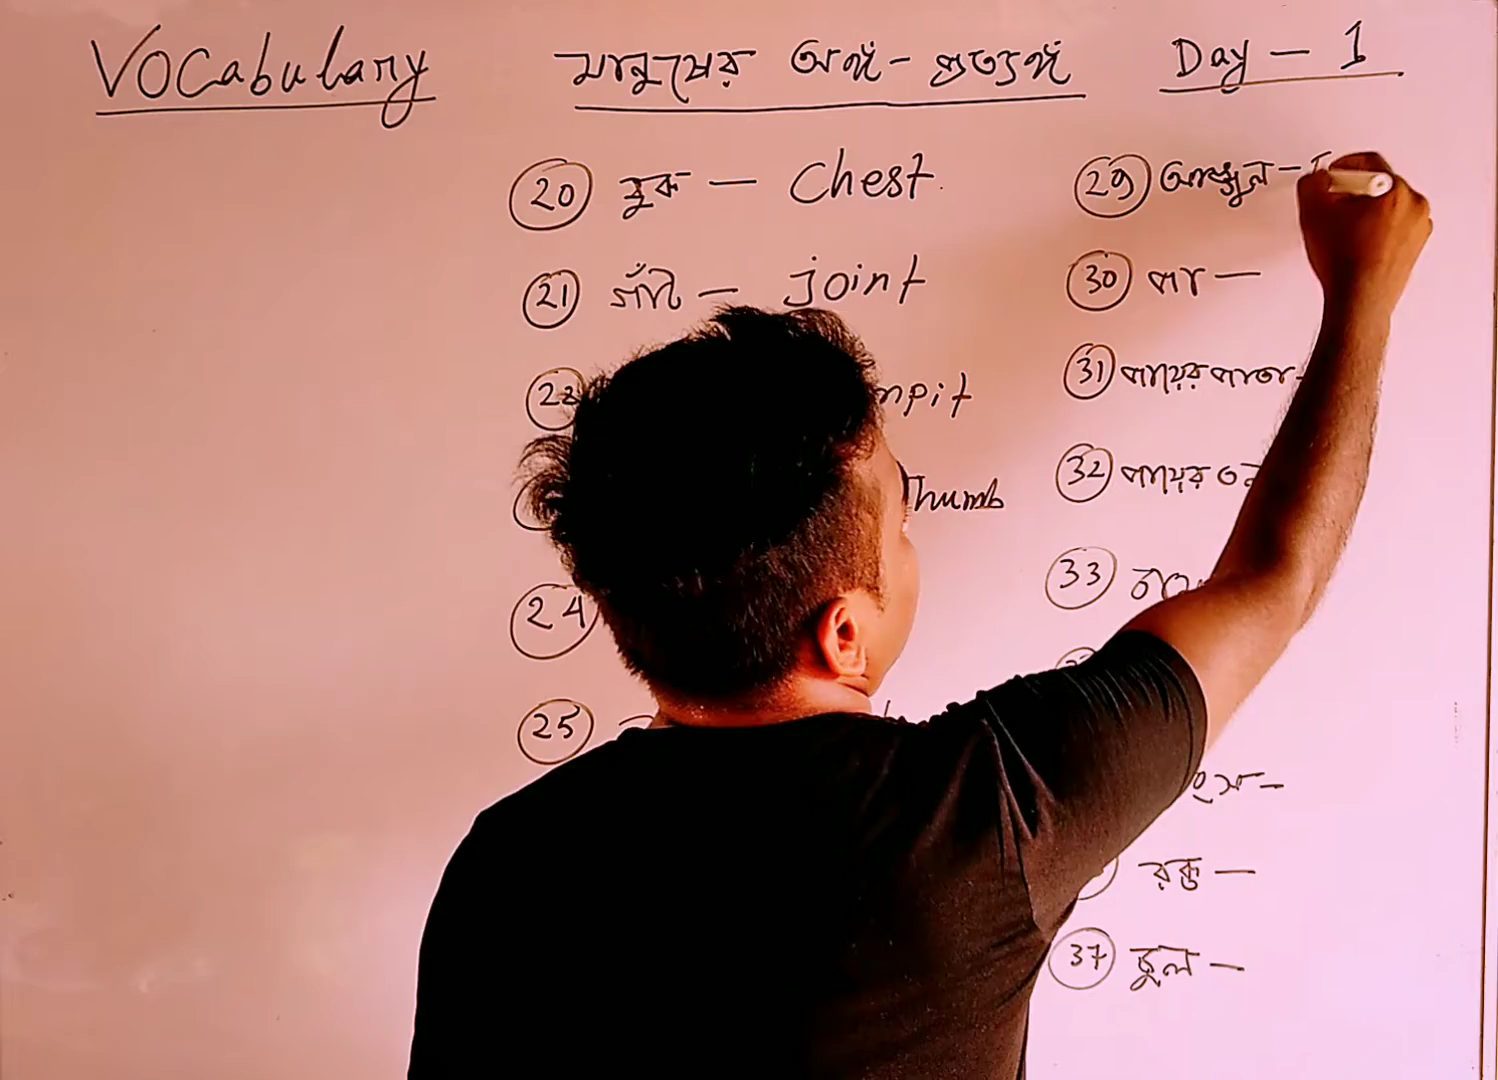 Vocabulary
মানুষের অঙ্গ- প্রত্যঙ্গ
Day - 1
20 বুক - Chest.
21 গাঁট - joint
22
mpit
Thumb
24
25
29 আঙ্গুল -
30 পা -
31 পায়ের পাতা -
32 পায়ের
33
রক্ত -
37 চুল -